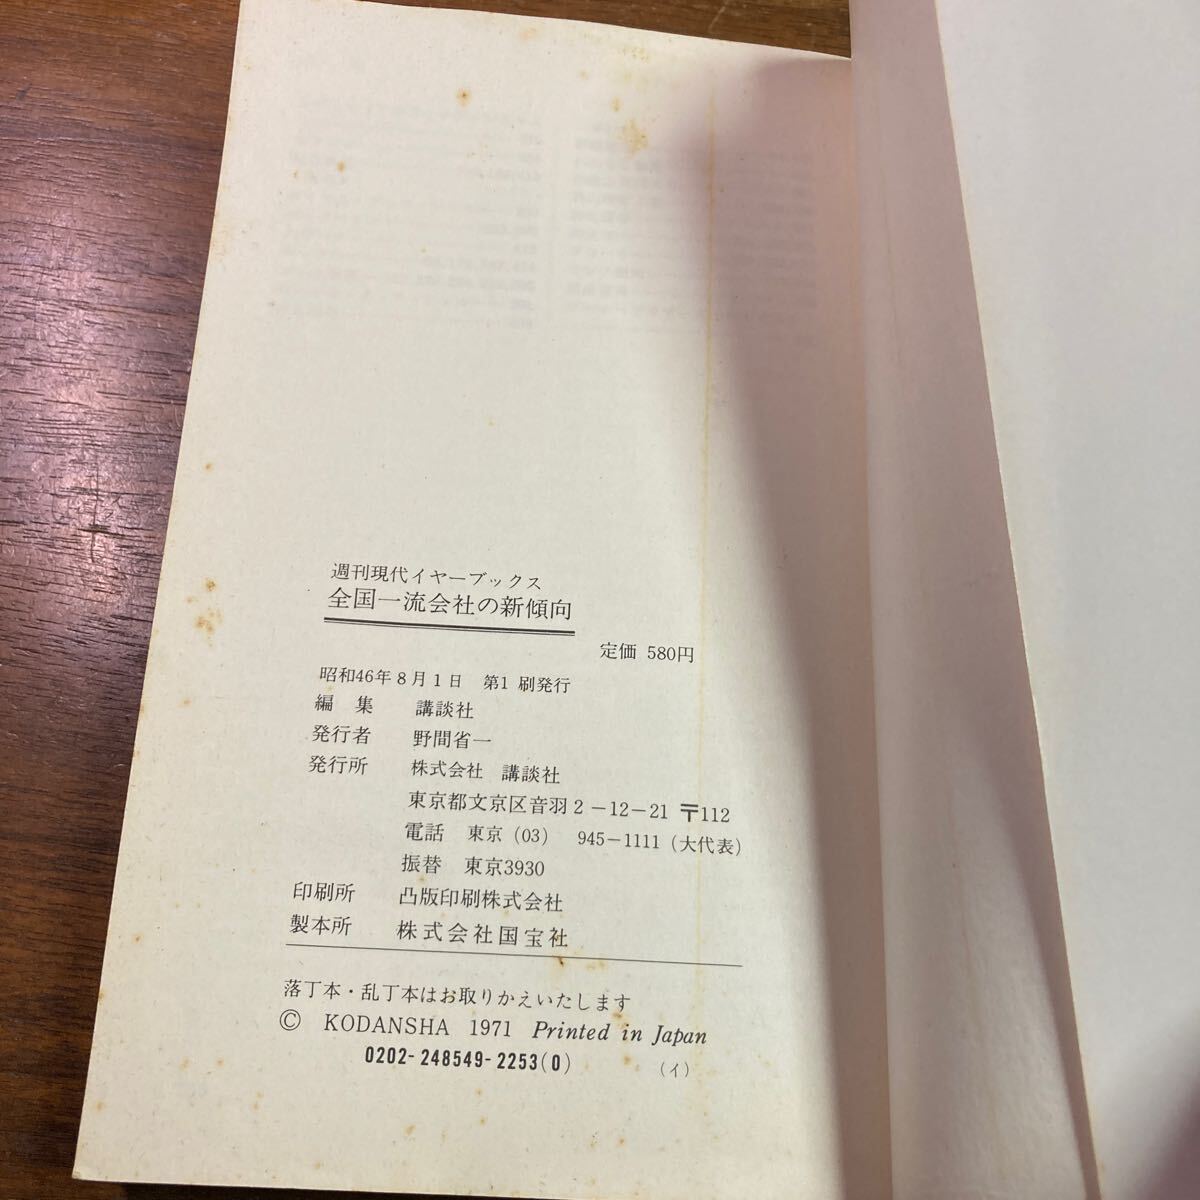 週刊現代イヤーブックス
全国一流会社の新傾向
定価 580円
昭和46年8月1日 第1刷発行
編 集 講談社
発行者 野間省一
発行所 株式会社 講談社
東京都文京区音羽2-12-21 〒112
電話 東京(03) 945-1111(大代表)
振替 東京3930
印刷所 凸版印刷株式会社
製本所 株式会社国宝社
落丁本・乱丁本はお取りかえいたします
© KODANSHA 1971 Printed in Japan
0202-248549-2253(0) (イ)